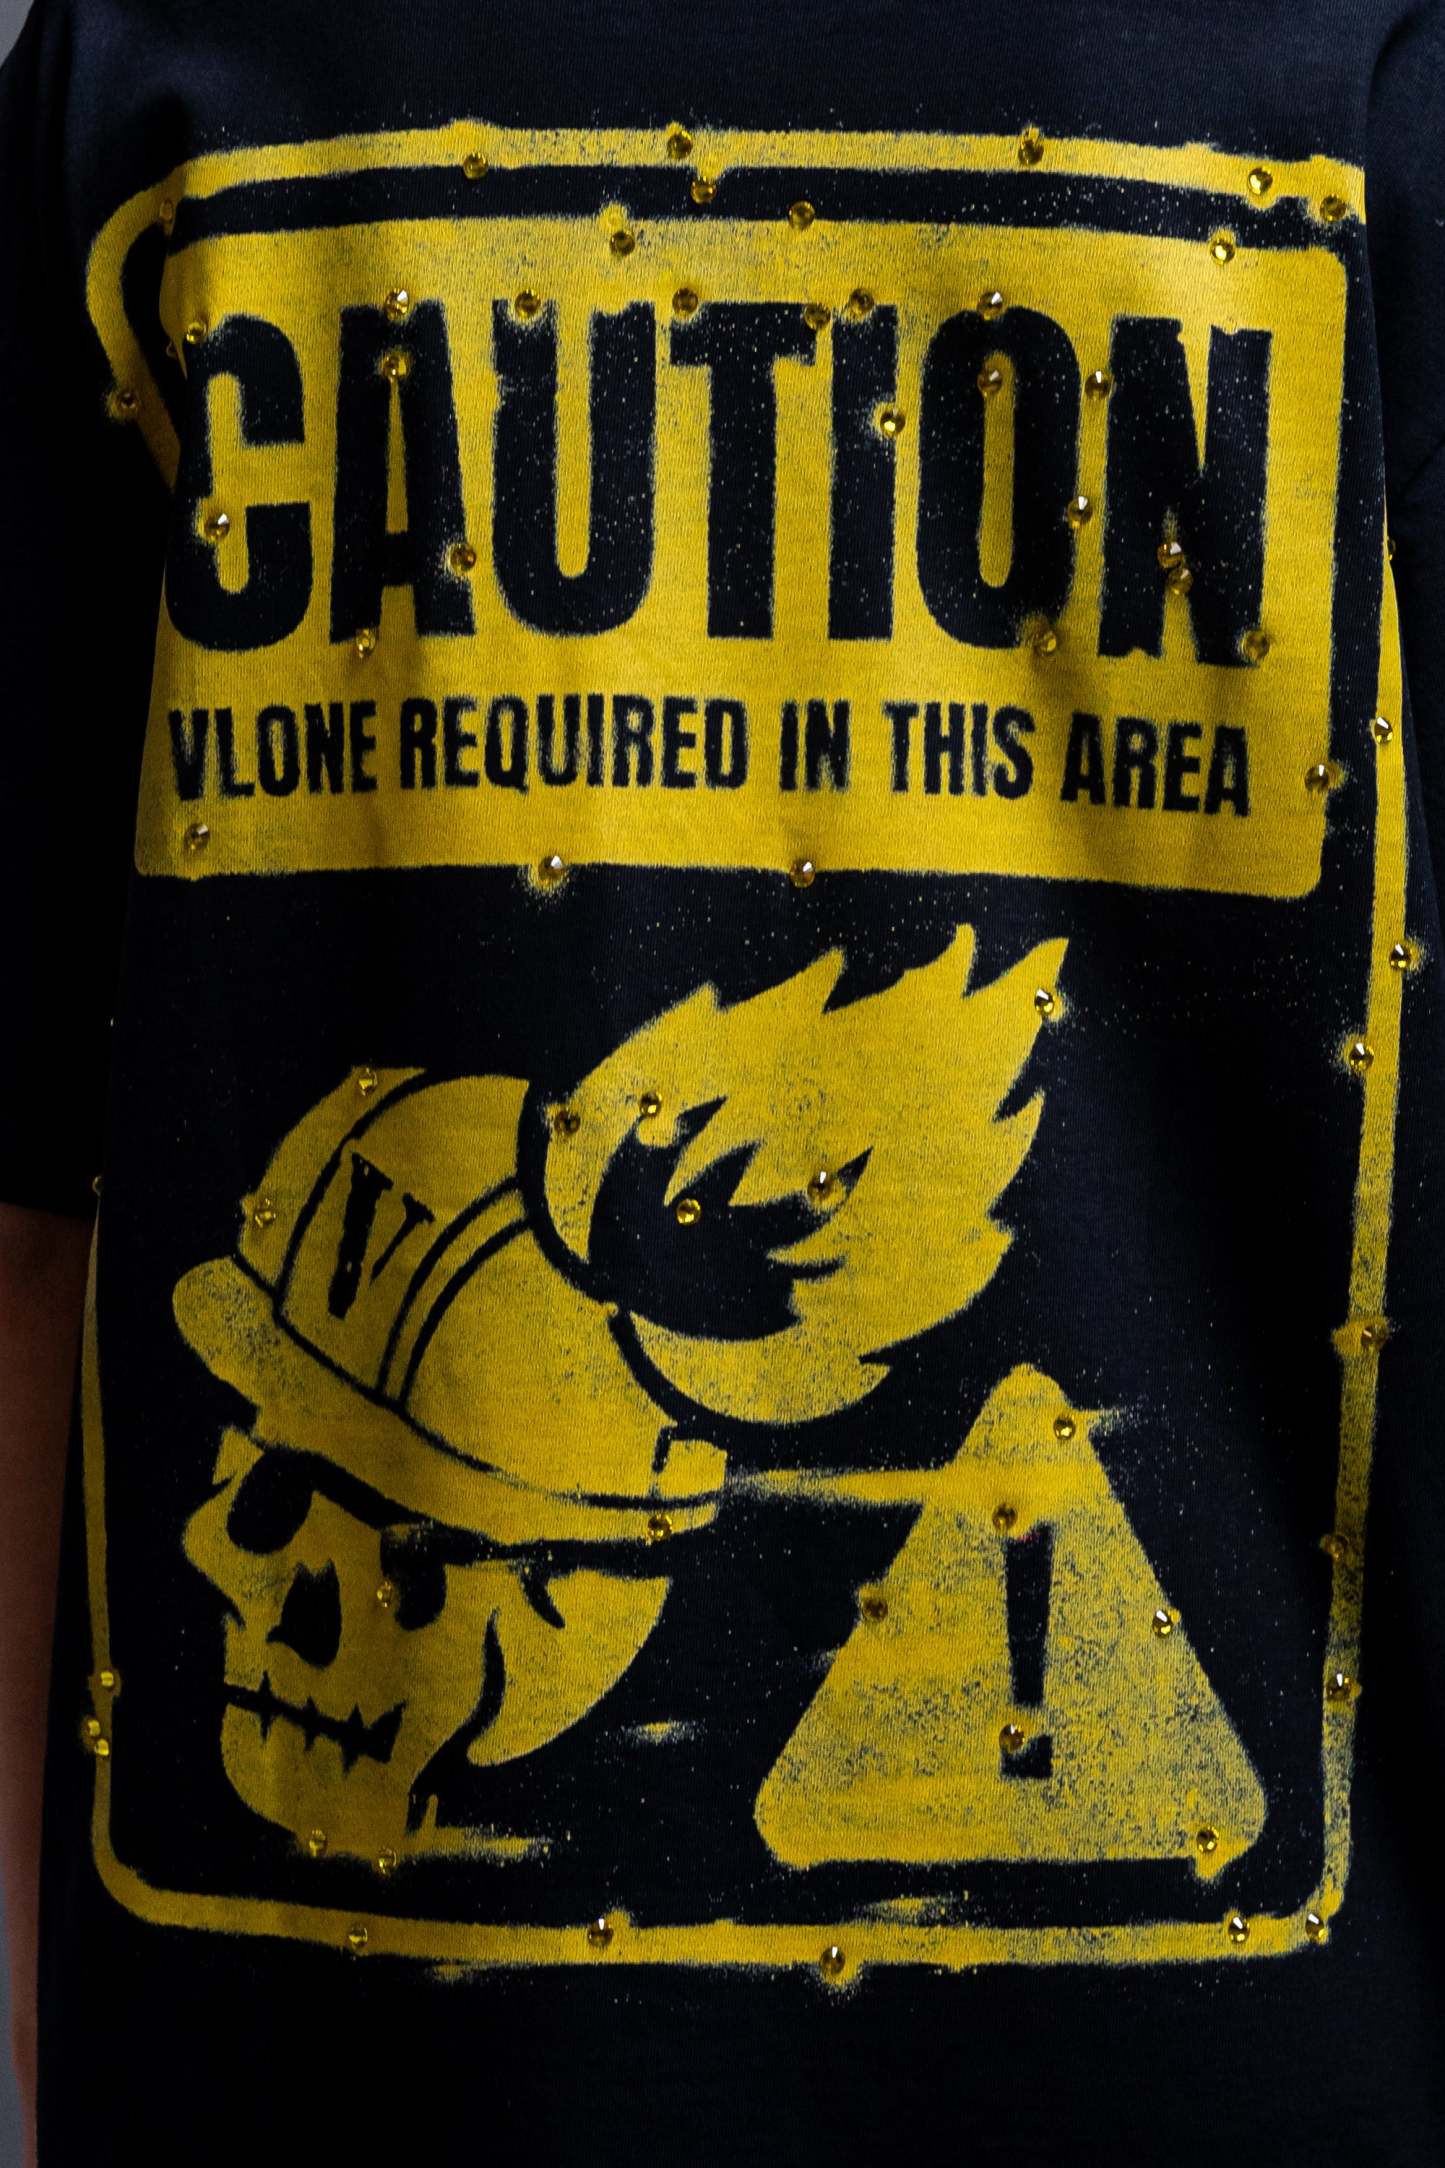 CAUTION
VLONE REQUIRED IN THIS AREA
V
!